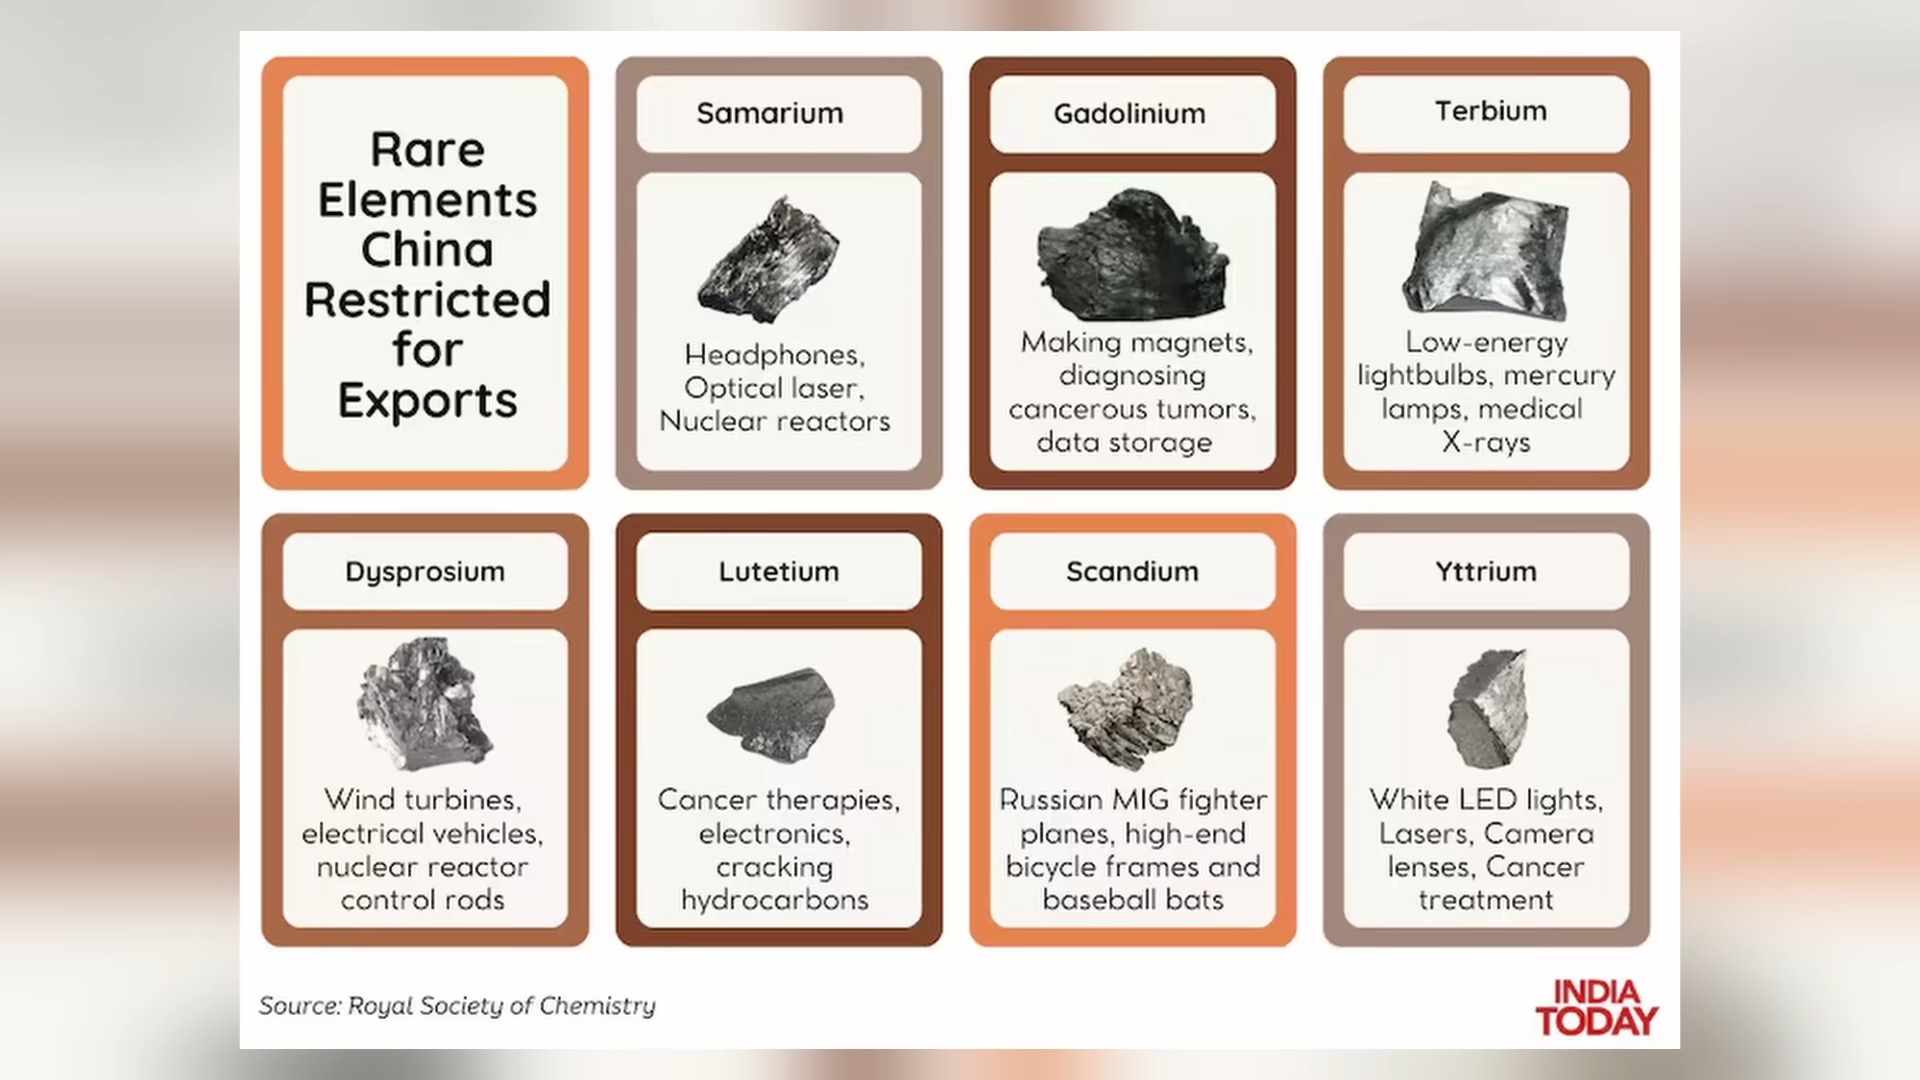 Rare
Elements
China
Restricted
for
Exports
Samarium
Headphones,
Optical laser,
Nuclear reactors
Gadolinium
Making magnets,
diagnosing
cancerous tumors,
data storage
Terbium
Low-energy
lightbulbs, mercury
lamps, medical
X-rays
Dysprosium
Wind turbines,
electrical vehicles,
nuclear reactor
control rods
Lutetium
Cancer therapies,
electronics,
cracking
hydrocarbons
Scandium
Russian MIG fighter
planes, high-end
bicycle frames and
baseball bats
Yttrium
White LED lights,
Lasers, Camera
lenses, Cancer
treatment
Source: Royal Society of Chemistry
INDIA
TODAY